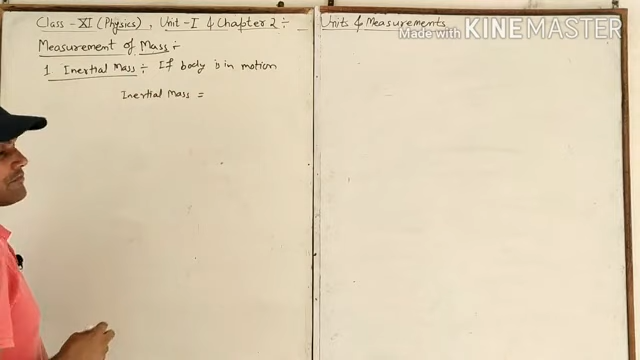 Class - XI (Physics), Unit-I & Chapter 2 ÷ Units & Measurements
Made with KINEMASTER
Measurement of Mass ÷
1 Inertial Mass ÷ If body is in motion
Inertial Mass =